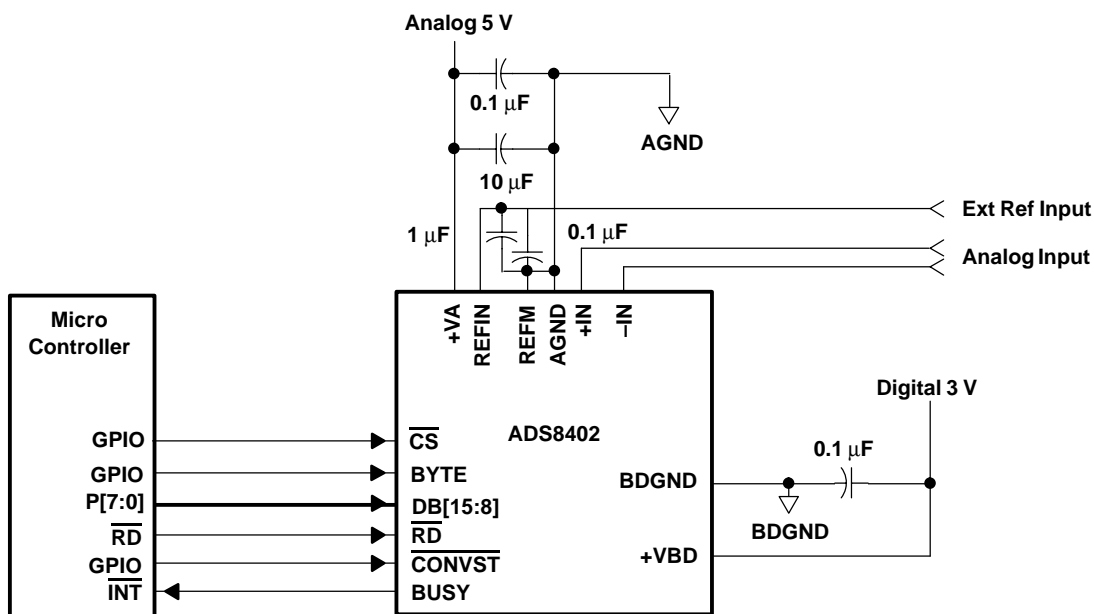 Analog 5 V
0.1 μF
AGND
10 μF
Ext Ref Input
1 μF
0.1 μF
Analog Input
Micro
Controller
+VA
REFIN
REFM
AGND
+IN
–IN
Digital 3 V
GPIO
CS
ADS8402
0.1 μF
GPIO
BYTE
BDGND
P[7:0]
DB[15:8]
BDGND
RD
RD
GPIO
CONVST
+VBD
INT
BUSY